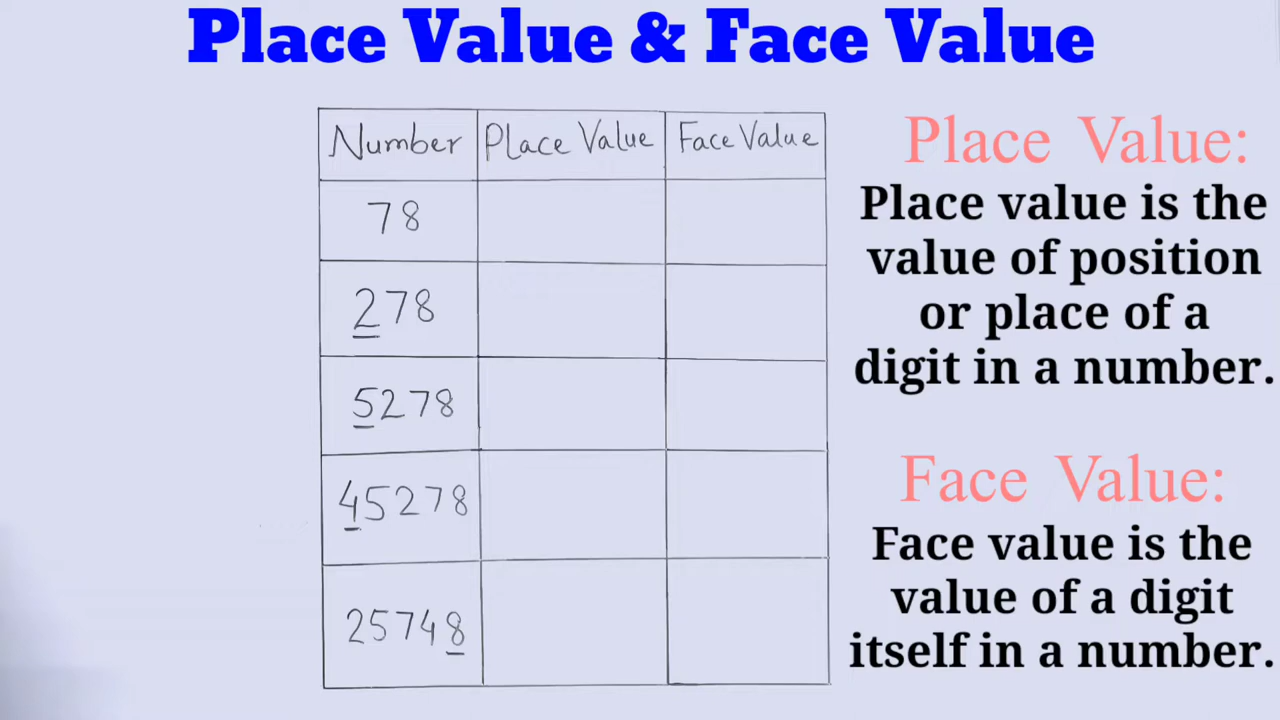 Place Value & Face Value
Number Place Value Face Value
78
278
5278
45278
25748
Place Value:
Place value is the
value of position
or place of a
digit in a number.
Face Value:
Face value is the
value of a digit
itself in a number.